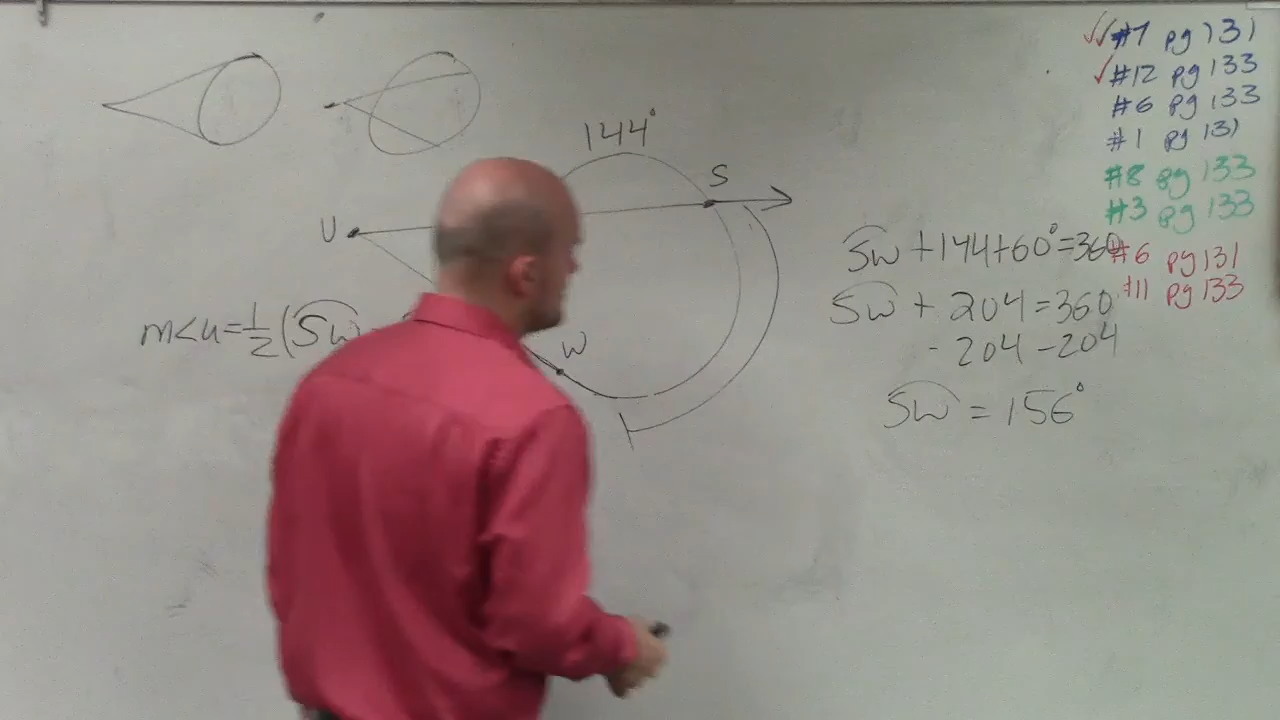 #7 pg 131
#12 pg 133
#6 pg 133
#1 pg 131
#8 pg 133
#3 pg 133
#6 pg 131
#11 pg 133
144°
S
U
W
m<u=½(SW
SW +144+60°=360
SW + 204=360
-204 -204
SW = 156°